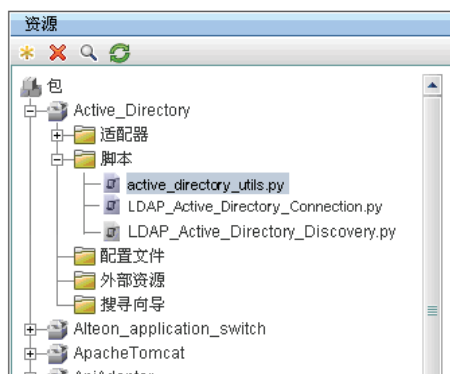 资源
包
Active_Directory
适配器
脚本
active_directory_utils.py
LDAP_Active_Directory_Connection.py
LDAP_Active_Directory_Discovery.py
配置文件
外部资源
搜寻向导
Alteon_application_switch
ApacheTomcat